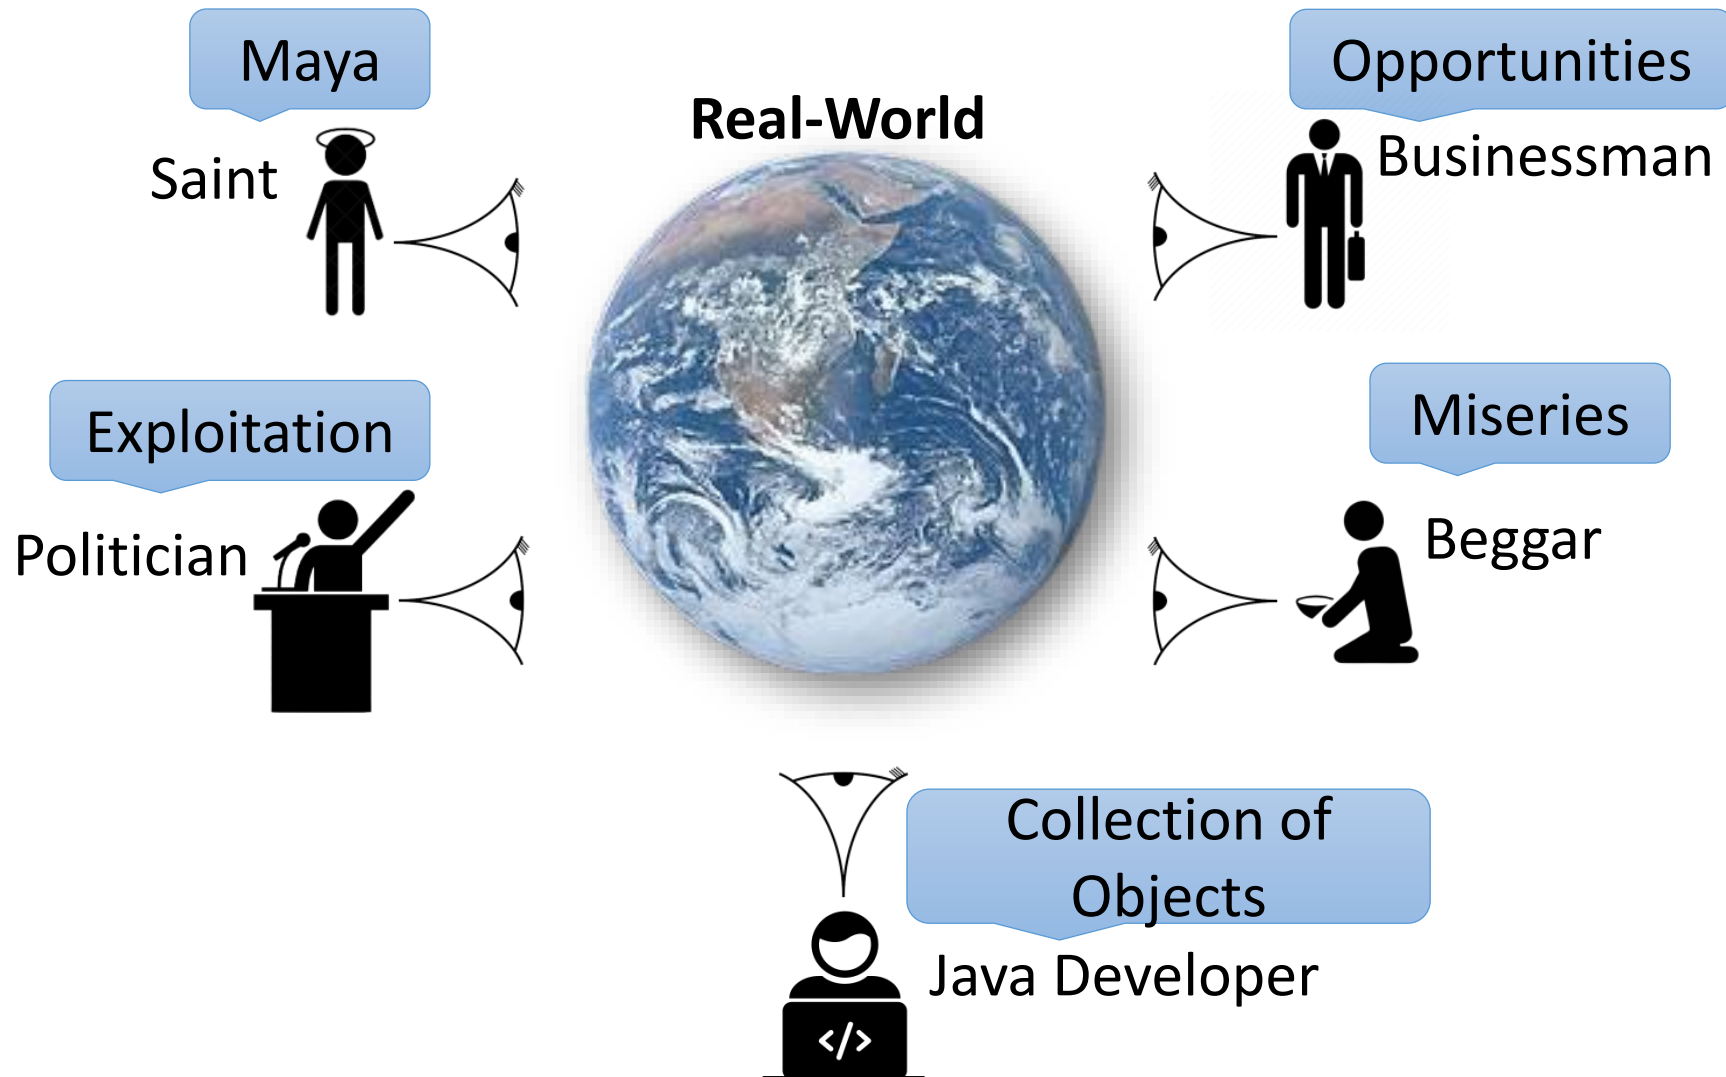 Maya
Opportunities
Real-World
Saint
Businessman
Exploitation
Miseries
Politician
Beggar
Collection of
Objects
Java Developer
</>